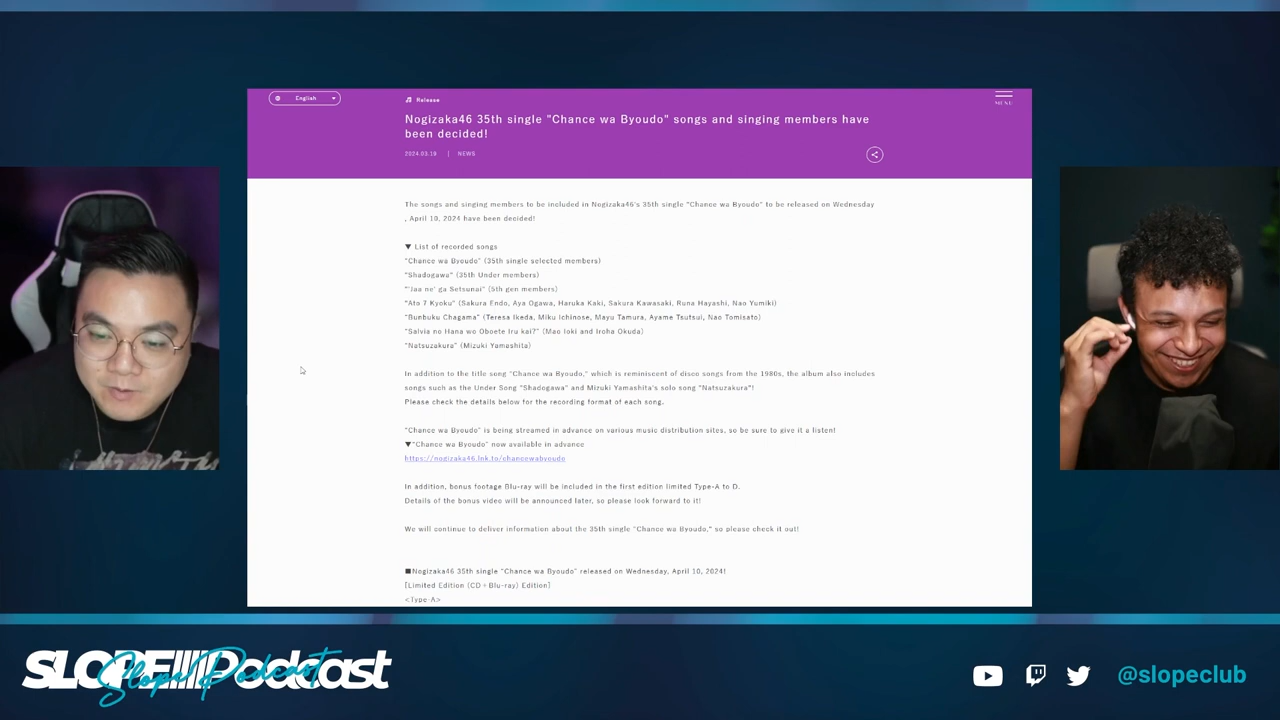 English
Release
MENU
Nogizaka46 35th single "Chance wa Byoudo" songs and singing members have
been decided!
2024.03.19 | NEWS
The songs and singing members to be included in Nogizaka46's 35th single "Chance wa Byoudo" to be released on Wednesday
, April 10, 2024 have been decided!
▼ List of recorded songs
"Chance wa Byoudo" (35th single selected members)
"Shadogawa" (35th Under members)
"'Jaa ne' ga Setsunai" (5th gen members)
"Ato 7 Kyoku" (Sakura Endo, Aya Ogawa, Haruka Kaki, Sakura Kawasaki, Runa Hayashi, Nao Yumiki)
"Bunbuku Chagama" (Teresa Ikeda, Miku Ichinose, Mayu Tamura, Ayame Tsutsui, Nao Tomisato)
"Salvia no Hana wo Oboete Iru kai?" (Mao Ioki and Iroha Okuda)
"Natsuzakura" (Mizuki Yamashita)
In addition to the title song "Chance wa Byoudo," which is reminiscent of disco songs from the 1980s, the album also includes
songs such as the Under Song "Shadogawa" and Mizuki Yamashita's solo song "Natsuzakura"!
Please check the details below for the recording format of each song.
"Chance wa Byoudo" is being streamed in advance on various music distribution sites, so be sure to give it a listen!
▼"Chance wa Byoudo" now available in advance
https://nogizaka46.lnk.to/chancewabyoudo
In addition, bonus footage Blu-ray will be included in the first edition limited Type-A to D.
Details of the bonus video will be announced later, so please look forward to it!
We will continue to deliver information about the 35th single "Chance wa Byoudo," so please check it out!
■Nogizaka46 35th single "Chance wa Byoudo" released on Wednesday, April 10, 2024!
[Limited Edition (CD+Blu-ray) Edition]
<Type-A>
SLOPE Podcast
Slope Podcast
@slopeclub